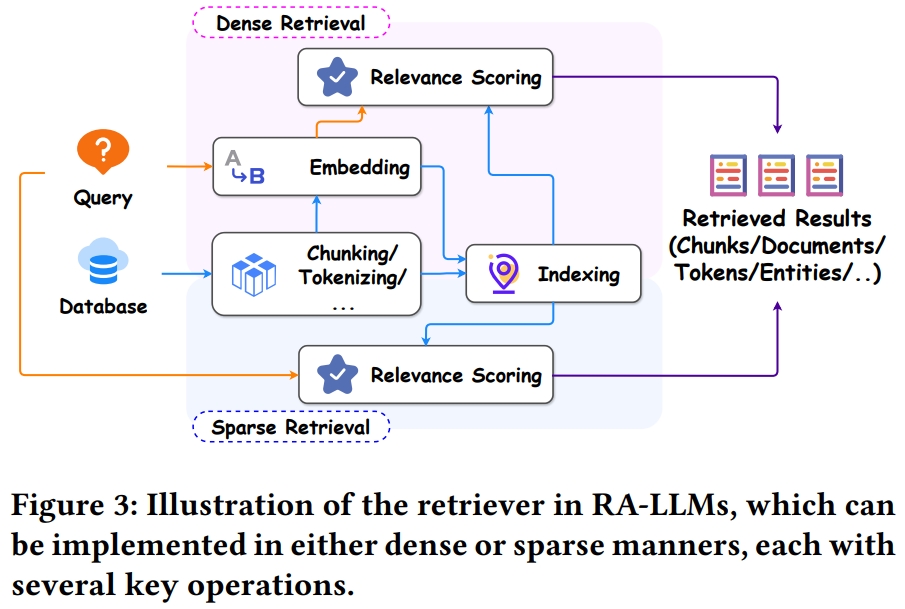 Dense Retrieval
Relevance Scoring
A
B
Embedding
?
Query
Chunking/
Tokenizing/
...
Database
Indexing
Retrieved Results
(Chunks/Documents/
Tokens/Entities/..)
Relevance Scoring
Sparse Retrieval
Figure 3: Illustration of the retriever in RA-LLMs, which can
be implemented in either dense or sparse manners, each with
several key operations.